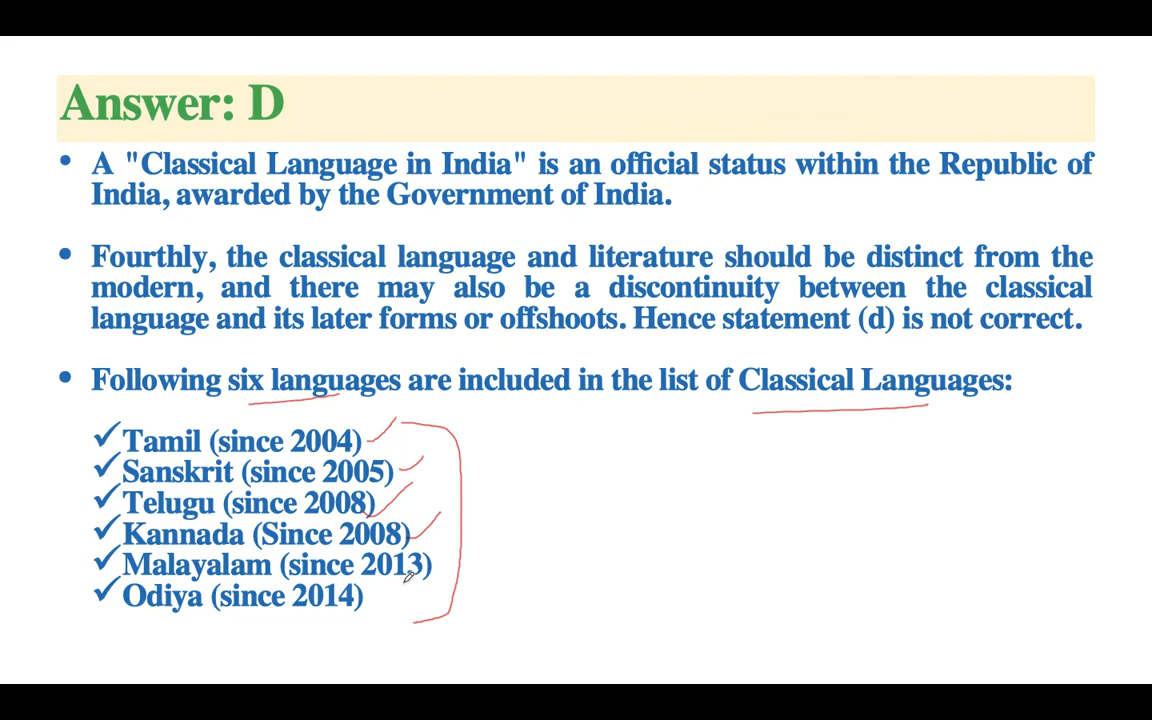 Answer: D
• A "Classical Language in India" is an official status within the Republic of
India, awarded by the Government of India.
• Fourthly, the classical language and literature should be distinct from the
modern, and there may also be a discontinuity between the classical
language and its later forms or offshoots. Hence statement (d) is not correct.
• Following six languages are included in the list of Classical Languages:
✓Tamil (since 2004)
✓Sanskrit (since 2005)
✓Telugu (since 2008)
✓Kannada (Since 2008)
✓Malayalam (since 2013)
✓Odiya (since 2014)